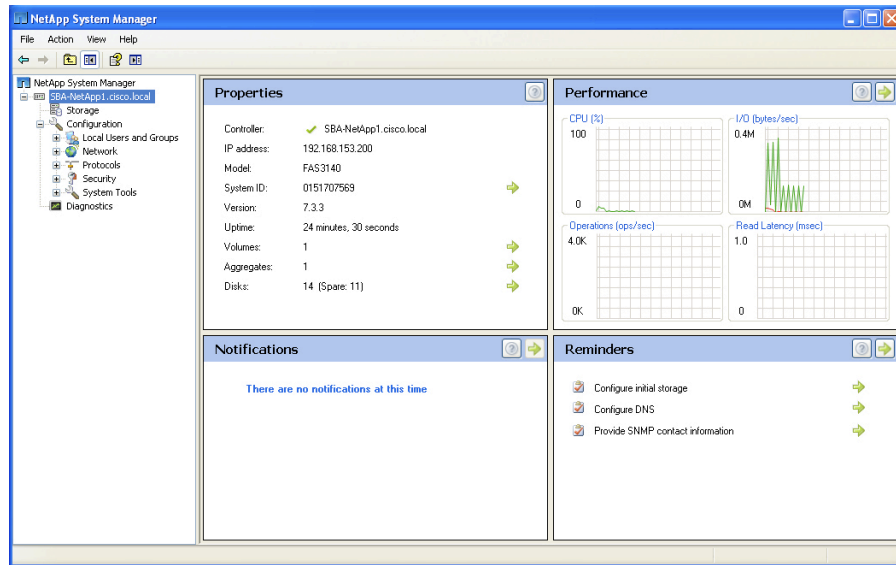 NetApp System Manager
File Action View Help
NetApp System Manager
SBA-NetApp1.cisco.local
Storage
Configuration
Local Users and Groups
Network
Protocols
Security
System Tools
Diagnostics
Properties
Controller: SBA-NetApp1.cisco.local
IP address: 192.168.153.200
Model: FAS3140
System ID: 0151707569
Version: 7.3.3
Uptime: 24 minutes, 30 seconds
Volumes: 1
Aggregates: 1
Disks: 14 (Spare: 11)
Performance
CPU (%)
100
0
I/O (bytes/sec)
0.4M
0M
Operations (ops/sec)
4.0K
0K
Read Latency (msec)
1.0
0
Notifications
There are no notifications at this time
Reminders
Configure initial storage
Configure DNS
Provide SNMP contact information